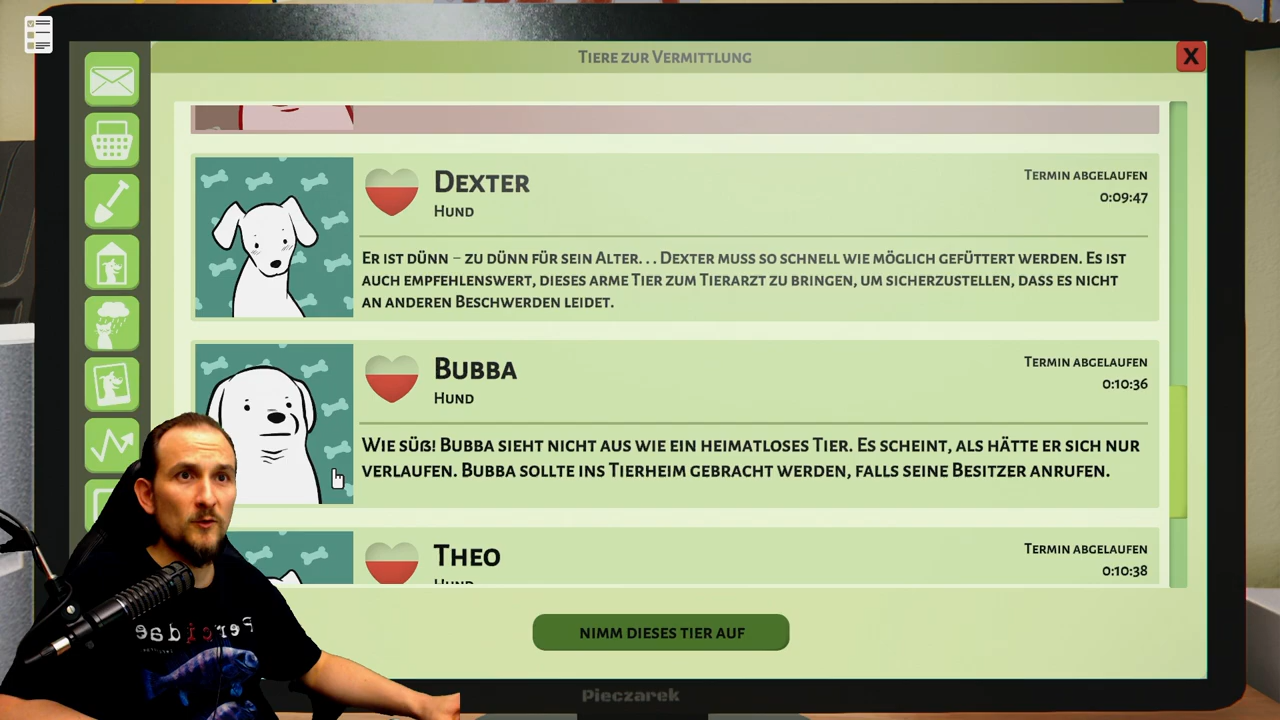 Tiere zur Vermittlung
X
Dexter
Hund
Termin abgelaufen
0:09:47
Er ist dünn – zu dünn für sein Alter... Dexter muss so schnell wie möglich gefüttert werden. Es ist
auch empfehlenswert, dieses arme Tier zum Tierarzt zu bringen, um sicherzustellen, dass es nicht
an anderen Beschwerden leidet.
Bubba
Hund
Termin abgelaufen
0:10:36
Wie süß! Bubba sieht nicht aus wie ein heimatloses Tier. Es scheint, als hätte er sich nur
verlaufen. Bubba sollte ins Tierheim gebracht werden, falls seine Besitzer anrufen.
Theo
Hund
Termin abgelaufen
0:10:38
Nimm dieses Tier auf
Pieczarek
Percidae